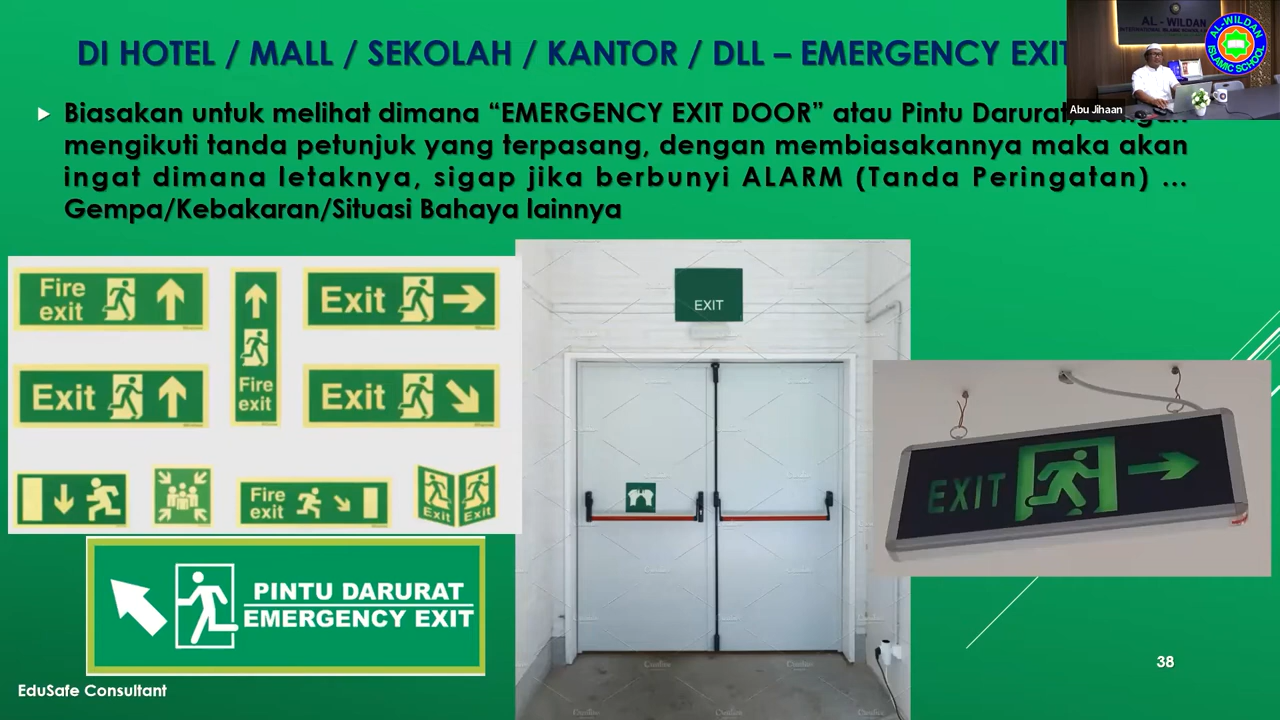 DI HOTEL / MALL / SEKOLAH / KANTOR / DLL – EMERGENCY EXIT
AL - WILDAN
AL-WILDAN
ISLAMIC SCHOOL
Abu Jihaan
Biasakan untuk melihat dimana “EMERGENCY EXIT DOOR” atau Pintu Darurat, dengan
mengikuti tanda petunjuk yang terpasang, dengan membiasakannya maka akan
ingat dimana letaknya, sigap jika berbunyi ALARM (Tanda Peringatan) ...
Gempa/Kebakaran/Situasi Bahaya lainnya
Fire
exit
Fire
exit
Exit
Exit
Exit
Fire
exit
Exit
Exit
EXIT
EXIT
PINTU DARURAT
EMERGENCY EXIT
38
EduSafe Consultant